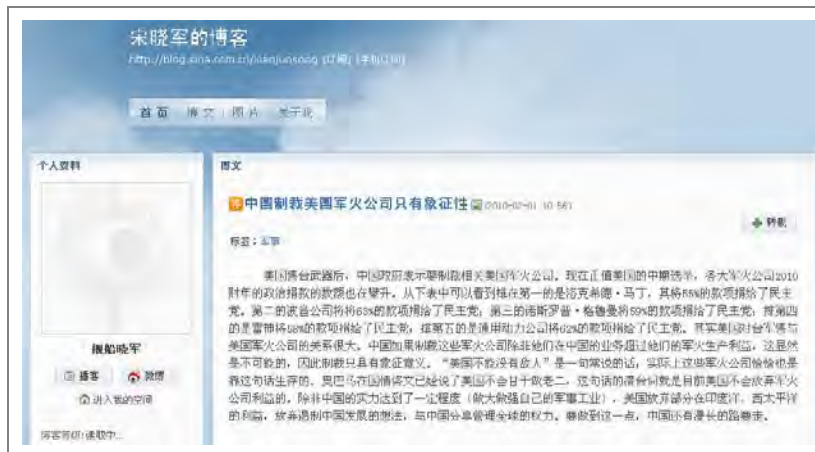 宋晓军的博客
首页 博文 图片 关于我
个人资料
图文
中国制裁美国军火公司只有象征性 (2010-02-01 10:56)
转载
标签：军事
美国售台武器后，中国政府表示要制裁相关美国军火公司。现在正值美国的中期选举，各大军火公司2010
财年的政治捐款的数额也在攀升。从下表中可以看到排在第一的是洛克希德·马丁，其将55%的款项捐给了民主
党。第二的波音公司将将63%的款项捐给了民主党；第三的诺斯罗普·格鲁曼将59%的款项捐给了民主党；排第四
的是雷神将58%的款项捐给了民主党，排第五的是通用动力公司将62%的款项捐给了民主党。其实美国对台军售与
美国军火公司的关系很大。中国如果制裁这些军火公司除非他们在中国的业务超过他们的军火生产利益，这显然
是不可能的，因此制裁只具有象征意义。“美国不能没有敌人”是一句常说的话，实际上这些军火公司恰恰也是
靠这句话生存的。奥巴马在国情咨文已经说了美国不会甘于做老二，这句话的潜台词就是目前美国不会放弃军火
公司利益的，除非中国的实力达到了一定程度（做大做强自己的军事工业），美国放弃部分在印度洋、西太平洋
的利益，放弃遏制中国发展的想法，与中国分享管理全球的权力。要做到这一点，中国还有漫长的路要走。
舰船晓军
播客 微博
进入我的空间